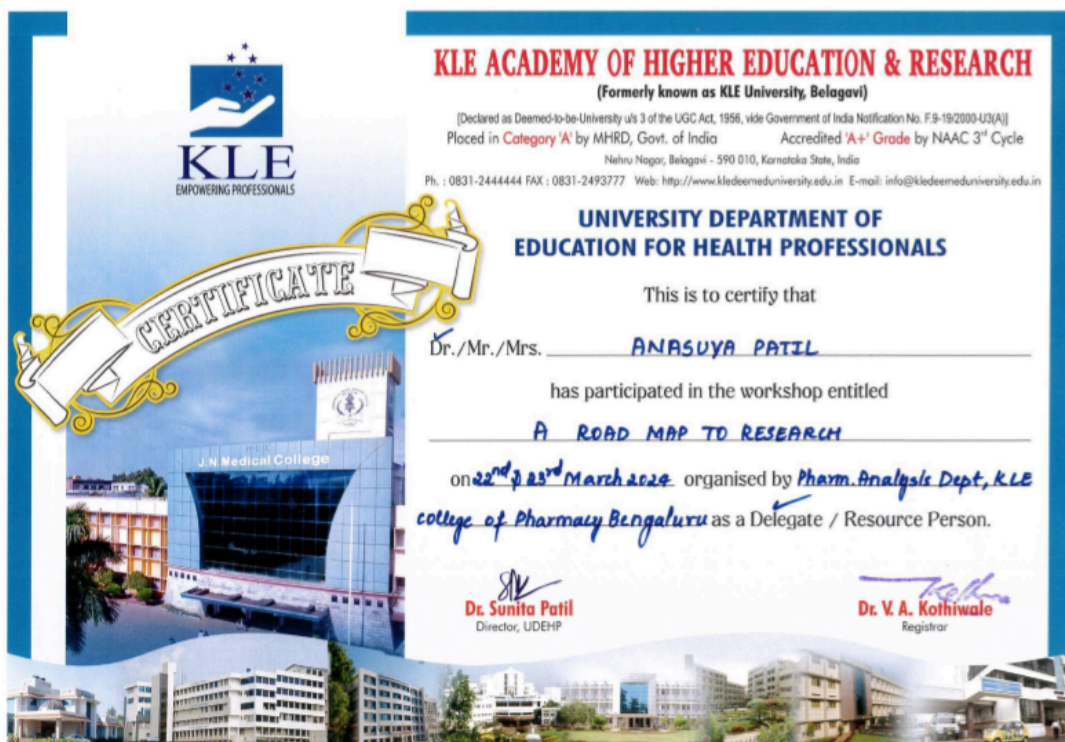 KLE
EMPOWERING PROFESSIONALS
CERTIFICATE
J.N. Medical College
KLE ACADEMY OF HIGHER EDUCATION & RESEARCH
(Formerly known as KLE University, Belagavi)
[Declared as Deemed-to-be-University u/s 3 of the UGC Act, 1956, vide Government of India Notification No. F.9-19/2000-U3(A)]
Placed in Category 'A' by MHRD, Govt. of India Accredited 'A+' Grade by NAAC 3rd Cycle
Nehru Nagar, Belagavi - 590 010, Karnataka State, India
Ph. : 0831-2444444 FAX : 0831-2493777 Web: http://www.kledeemeduniversity.edu.in E-mail: info@kledeemeduniversity.edu.in
UNIVERSITY DEPARTMENT OF
EDUCATION FOR HEALTH PROFESSIONALS
This is to certify that
Dr./Mr./Mrs. ANASUYA PATIL
has participated in the workshop entitled
A ROAD MAP TO RESEARCH
on 22nd & 23rd March 2024 organised by Pharm. Analysis Dept, KLE
college of Pharmacy Bengaluru as a Delegate / Resource Person.
Dr. Sunita Patil
Director, UDEHP
Dr. V. A. Kothiwale
Registrar